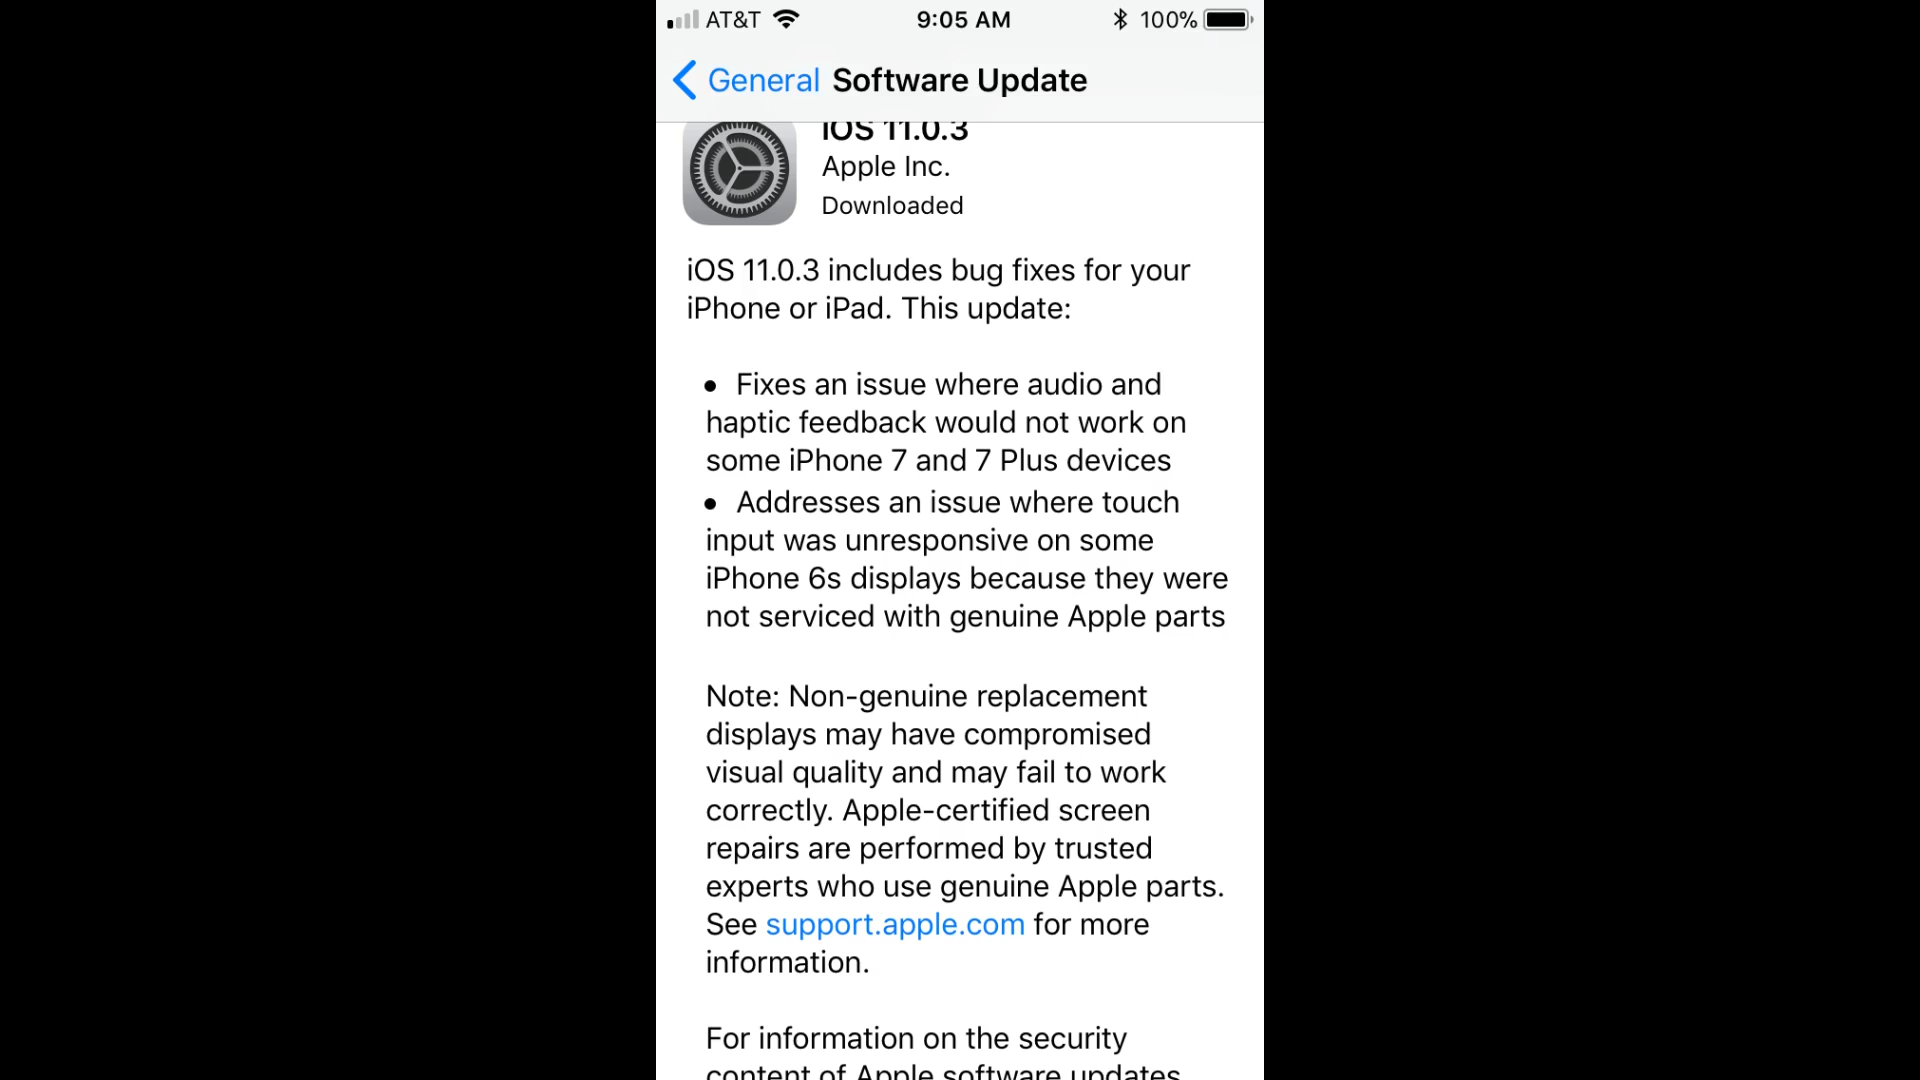 AT&T 9:05 AM 100%
General Software Update
iOS 11.0.3
Apple Inc.
Downloaded
iOS 11.0.3 includes bug fixes for your
iPhone or iPad. This update:
• Fixes an issue where audio and
haptic feedback would not work on
some iPhone 7 and 7 Plus devices
• Addresses an issue where touch
input was unresponsive on some
iPhone 6s displays because they were
not serviced with genuine Apple parts
Note: Non-genuine replacement
displays may have compromised
visual quality and may fail to work
correctly. Apple-certified screen
repairs are performed by trusted
experts who use genuine Apple parts.
See support.apple.com for more
information.
For information on the security
content of Apple software updates